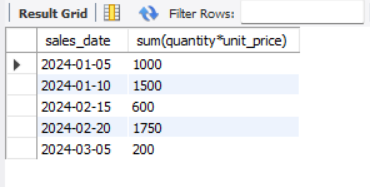 Result Grid Filter Rows:
sales_date sum(quantity*unit_price)
2024-01-05 1000
2024-01-10 1500
2024-02-15 600
2024-02-20 1750
2024-03-05 200